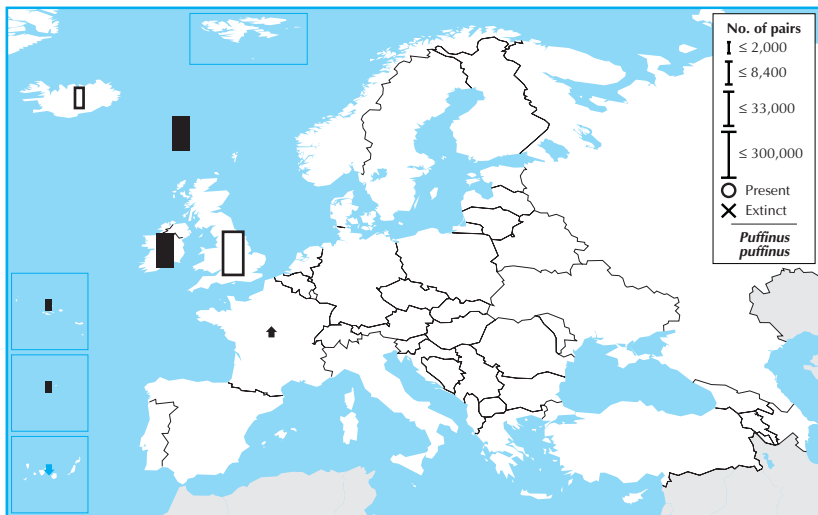 No. of pairs
≤ 2,000
≤ 8,400
≤ 33,000
≤ 300,000
Present
Extinct
Puffinus
puffinus